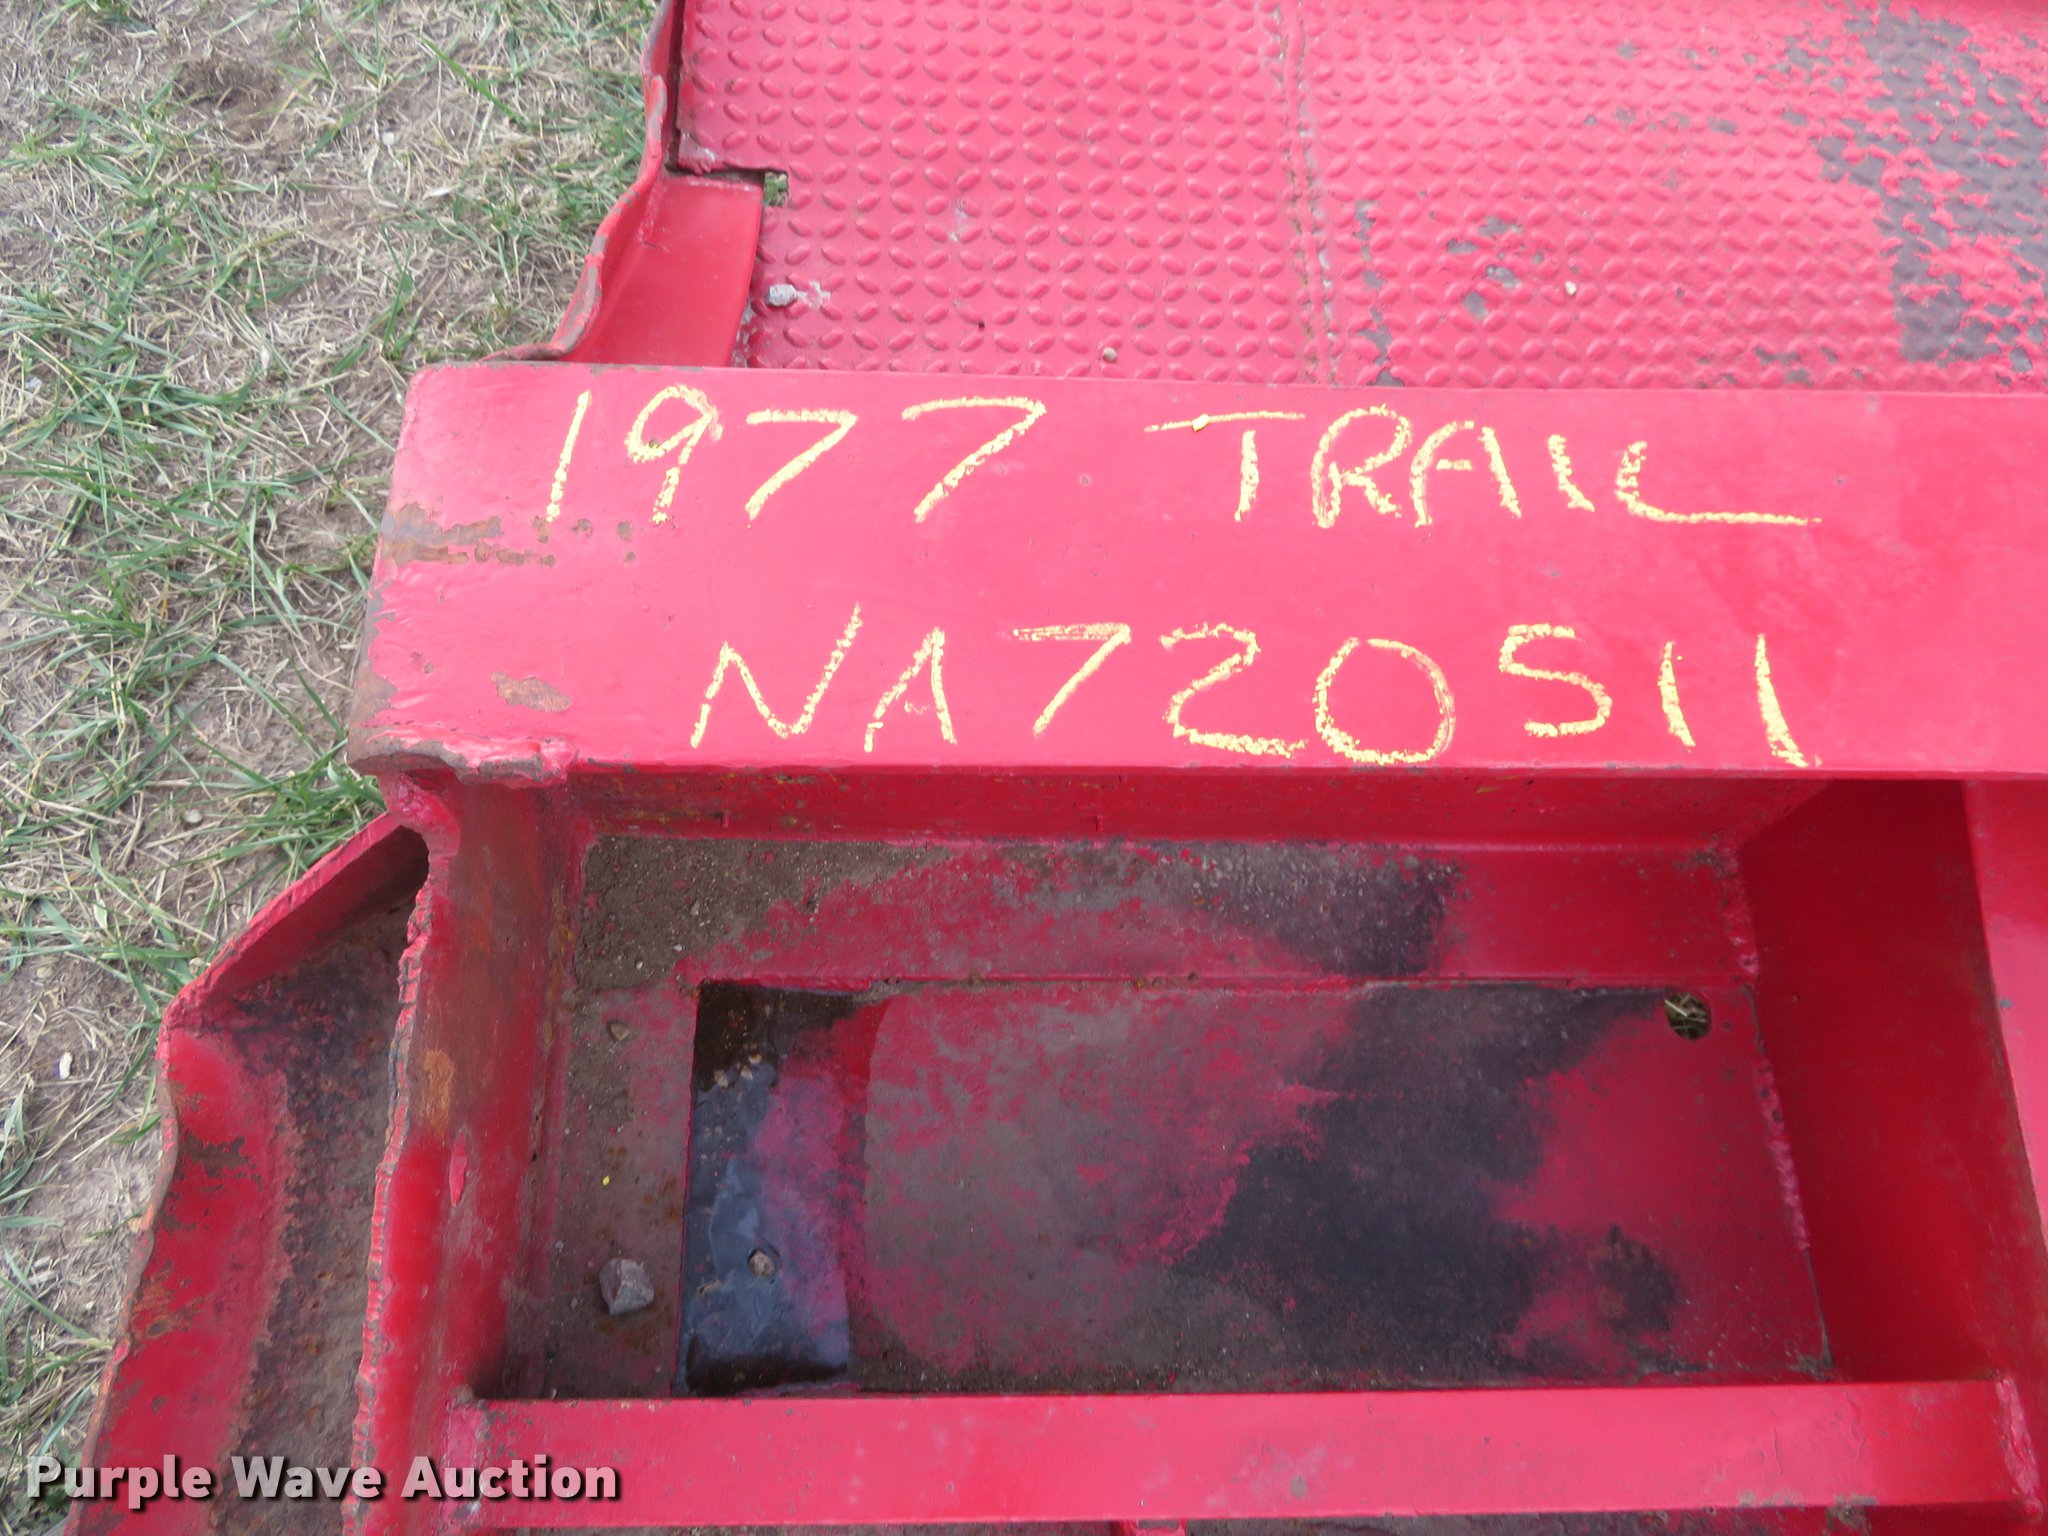 1977 TRAIL
NA720511
Purple Wave Auction